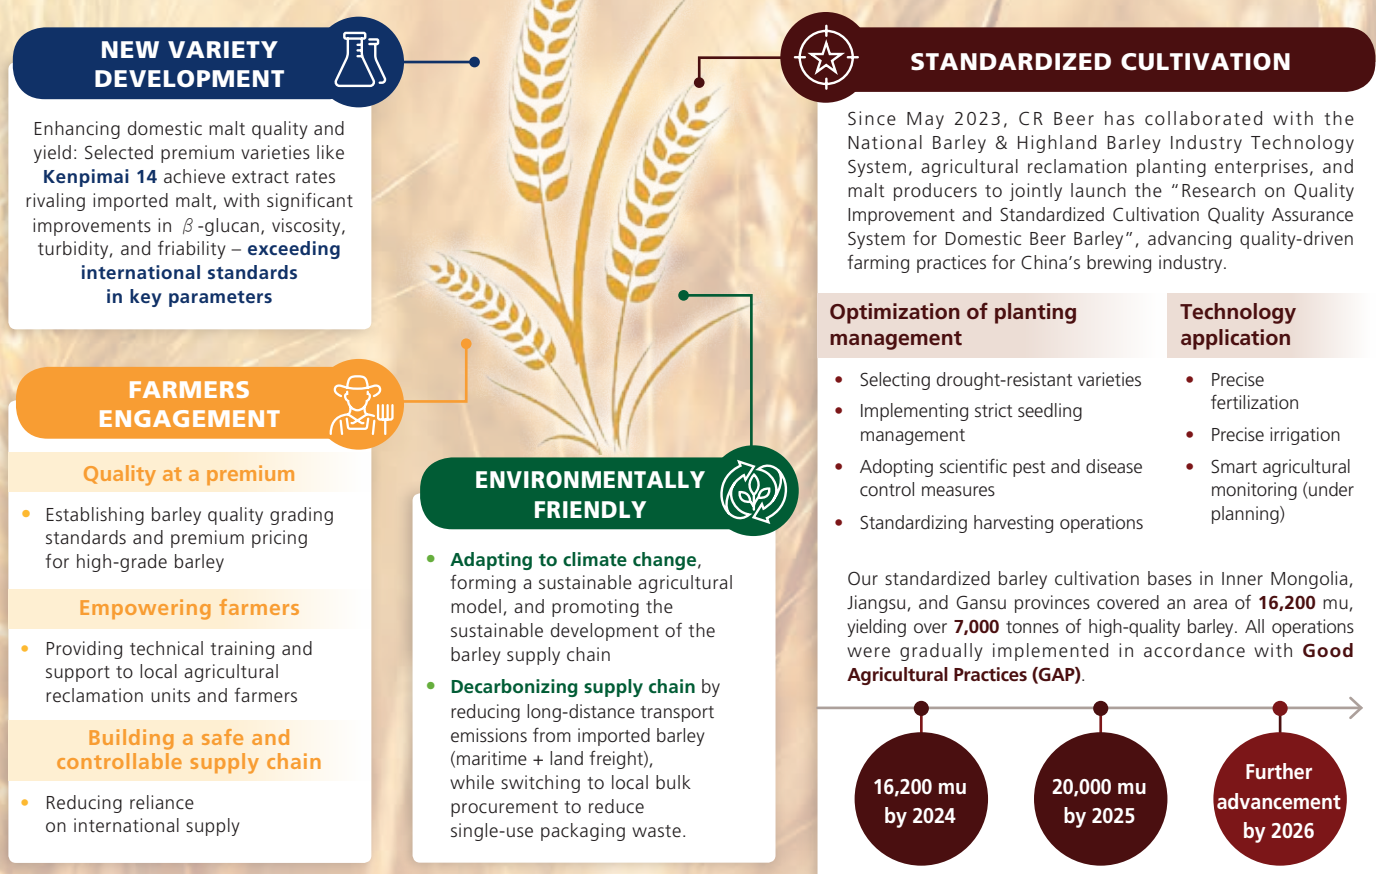 NEW VARIETY
DEVELOPMENT
Enhancing domestic malt quality and
yield: Selected premium varieties like
Kenpimai 14 achieve extract rates
rivaling imported malt, with significant
improvements in β-glucan, viscosity,
turbidity, and friability – exceeding
international standards
in key parameters
FARMERS
ENGAGEMENT
Quality at a premium
• Establishing barley quality grading
standards and premium pricing
for high-grade barley
Empowering farmers
• Providing technical training and
support to local agricultural
reclamation units and farmers
Building a safe and
controllable supply chain
• Reducing reliance
on international supply
ENVIRONMENTALLY
FRIENDLY
• Adapting to climate change,
forming a sustainable agricultural
model, and promoting the
sustainable development of the
barley supply chain
• Decarbonizing supply chain by
reducing long-distance transport
emissions from imported barley
(maritime + land freight),
while switching to local bulk
procurement to reduce
single-use packaging waste.
STANDARDIZED CULTIVATION
Since May 2023, CR Beer has collaborated with the
National Barley & Highland Barley Industry Technology
System, agricultural reclamation planting enterprises, and
malt producers to jointly launch the “Research on Quality
Improvement and Standardized Cultivation Quality Assurance
System for Domestic Beer Barley”, advancing quality-driven
farming practices for China’s brewing industry.
Optimization of planting
management
• Selecting drought-resistant varieties
• Implementing strict seedling
management
• Adopting scientific pest and disease
control measures
• Standardizing harvesting operations
Technology
application
• Precise
fertilization
• Precise irrigation
• Smart agricultural
monitoring (under
planning)
Our standardized barley cultivation bases in Inner Mongolia,
Jiangsu, and Gansu provinces covered an area of 16,200 mu,
yielding over 7,000 tonnes of high-quality barley. All operations
were gradually implemented in accordance with Good
Agricultural Practices (GAP).
16,200 mu
by 2024
20,000 mu
by 2025
Further
advancement
by 2026